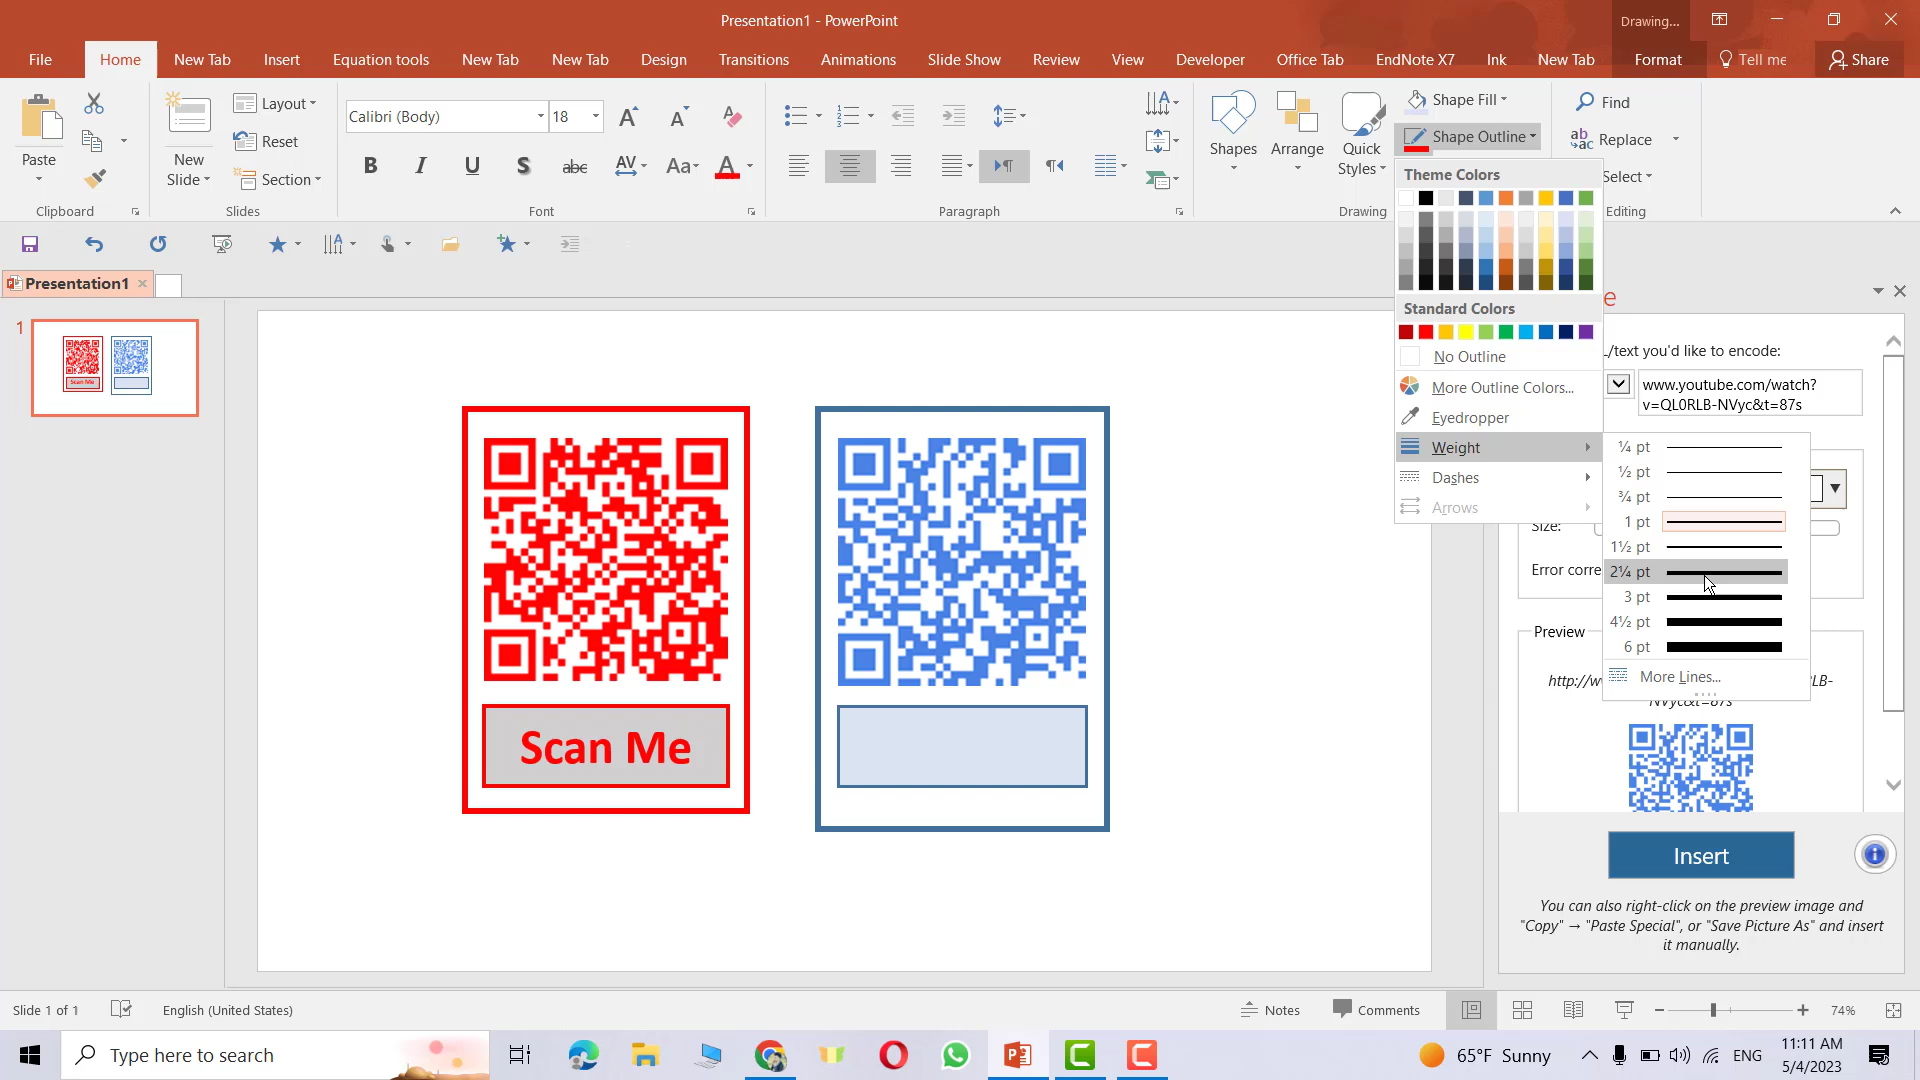 Presentation1 - PowerPoint
Drawing...
File
Home
New Tab
Insert
Equation tools
New Tab
New Tab
Design
Transitions
Animations
Slide Show
Review
View
Developer
Office Tab
EndNote X7
Ink
New Tab
Format
Tell me
Share
Paste
Clipboard
New
Slide
Layout
Reset
Section
Slides
Calibri (Body)
18
Font
Paragraph
Shapes
Arrange
Quick
Styles
Shape Fill
Shape Outline
Drawing
Find
Replace
Select
Editing
Presentation1
1
Scan Me
Scan Me
Theme Colors
Standard Colors
No Outline
More Outline Colors...
Eyedropper
Weight
Dashes
Arrows
¼ pt
½ pt
¾ pt
1 pt
1½ pt
2¼ pt
3 pt
4½ pt
6 pt
More Lines...
L/text you'd like to encode:
www.youtube.com/watch?
v=QL0RLB-NVyc&t=87s
Size:
Error corre
Preview
http://w
LB-
NVyc&t=87s
Insert
You can also right-click on the preview image and
"Copy" → "Paste Special", or "Save Picture As" and insert
it manually.
Slide 1 of 1
English (United States)
Notes
Comments
74%
Type here to search
65°F Sunny
ENG
11:11 AM
5/4/2023